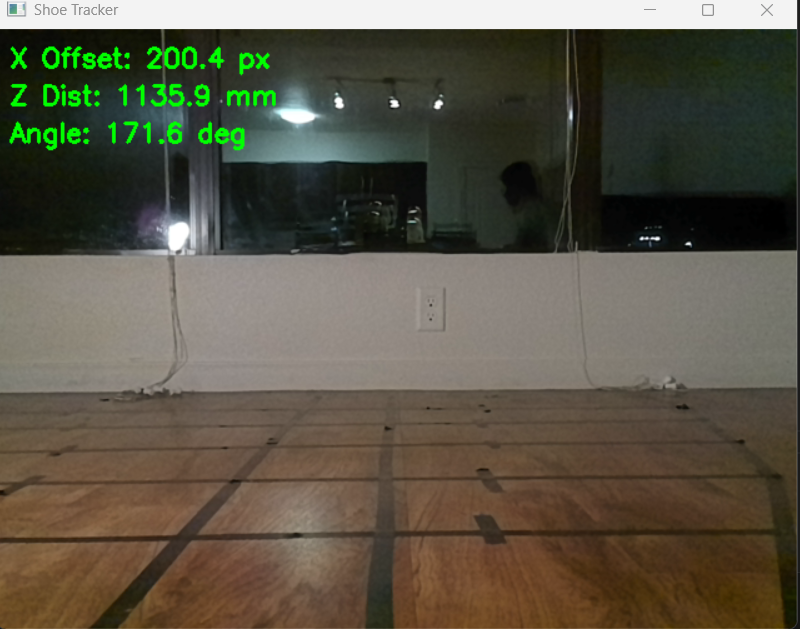 Shoe Tracker
X Offset: 200.4 px
Z Dist: 1135.9 mm
Angle: 171.6 deg